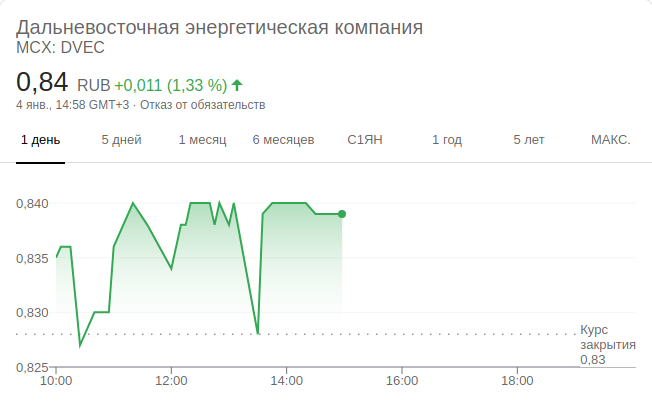 Дальневосточная энергетическая компания
MCX: DVEC
0,84 RUB +0,011 (1,33 %)
4 янв., 14:58 GMT+3 · Отказ от обязательств
1 день 5 дней 1 месяц 6 месяцев С1ЯН 1 год 5 лет МАКС.
0,840
0,835
0,830
Курс
закрытия
0,83
0,825
10:00 12:00 14:00 16:00 18:00